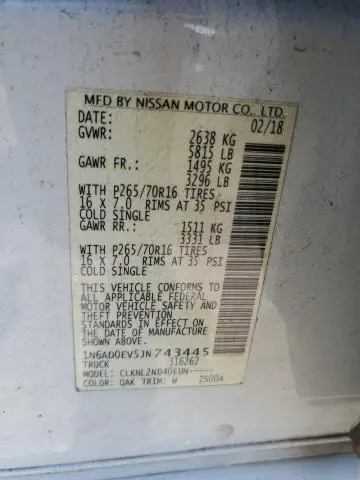 MFD BY NISSAN MOTOR CO., LTD.
DATE: 02/18
GVWR: 2638 KG
5815 LB
GAWR FR.: 1495 KG
3296 LB
WITH P265/70R16 TIRES
16 X 7.0 RIMS AT 35 PSI
COLD SINGLE
GAWR RR.: 1511 KG
3331 LB
WITH P265/70R16 TIRES
16 X 7.0 RIMS AT 35 PSI
COLD SINGLE
THIS VEHICLE CONFORMS TO
ALL APPLICABLE FEDERAL
MOTOR VEHICLE SAFETY AND
THEFT PREVENTION
STANDARDS IN EFFECT ON
THE DATE OF MANUFACTURE
SHOWN ABOVE.
1N6AD0EV5JN743445
TRUCK 316262
MODEL: CLKNLZND40EUN-----
COLOR: QAK TRIM: W ZS00A